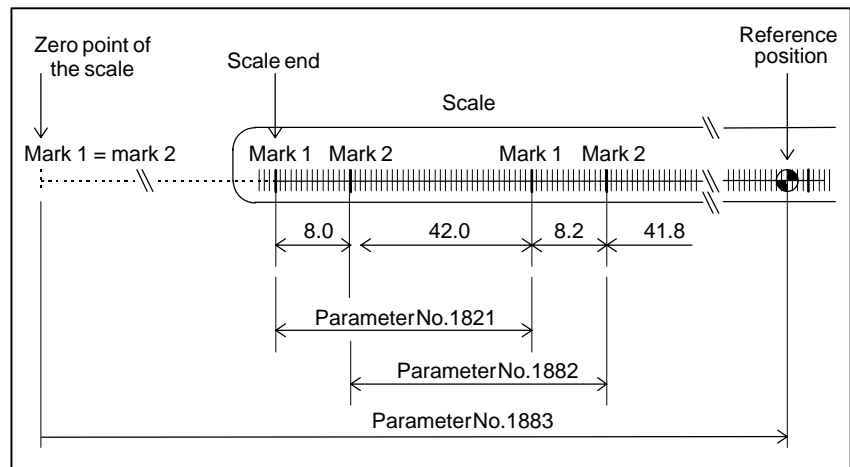 Zero point of
the scale
Scale end
Reference
position
Scale
Mark 1 = mark 2
Mark 1
Mark 2
Mark 1
Mark 2
8.0
42.0
8.2
41.8
ParameterNo.1821
ParameterNo.1882
ParameterNo.1883